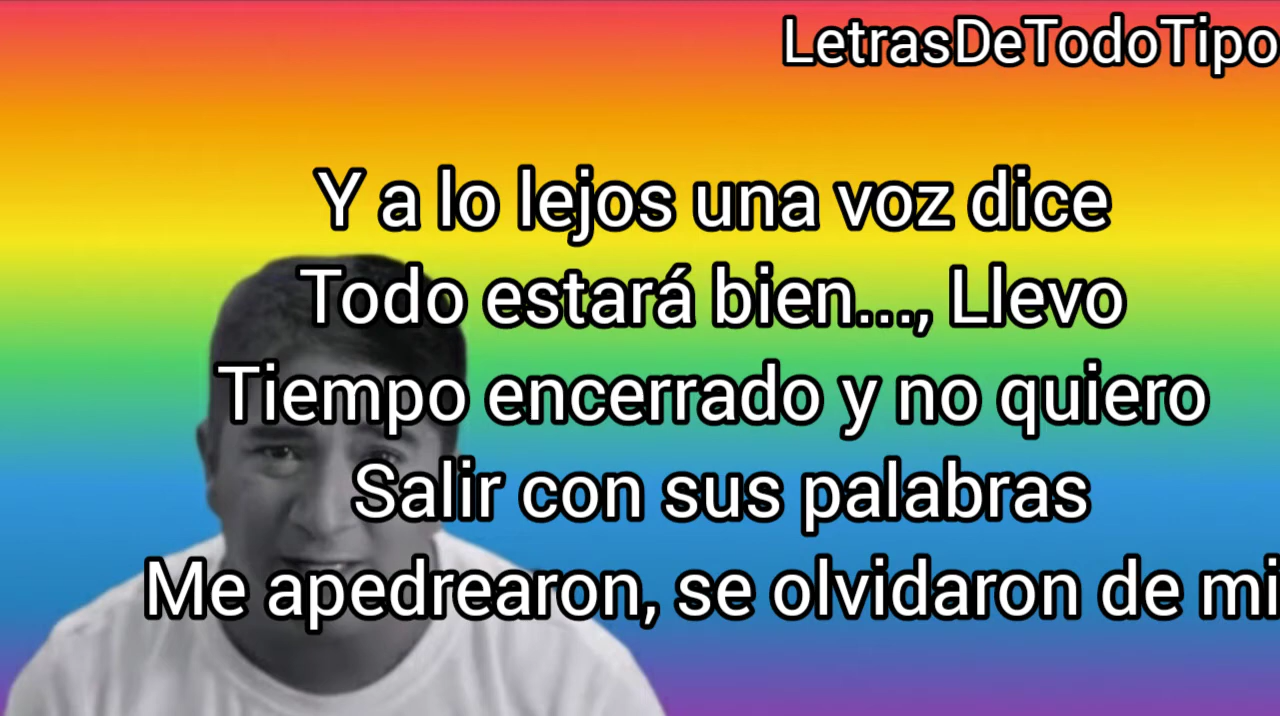 LetrasDeTodoTipo
Y a lo lejos una voz dice
Todo estará bien..., Llevo
Tiempo encerrado y no quiero
Salir con sus palabras
Me apedrearon, se olvidaron de mi